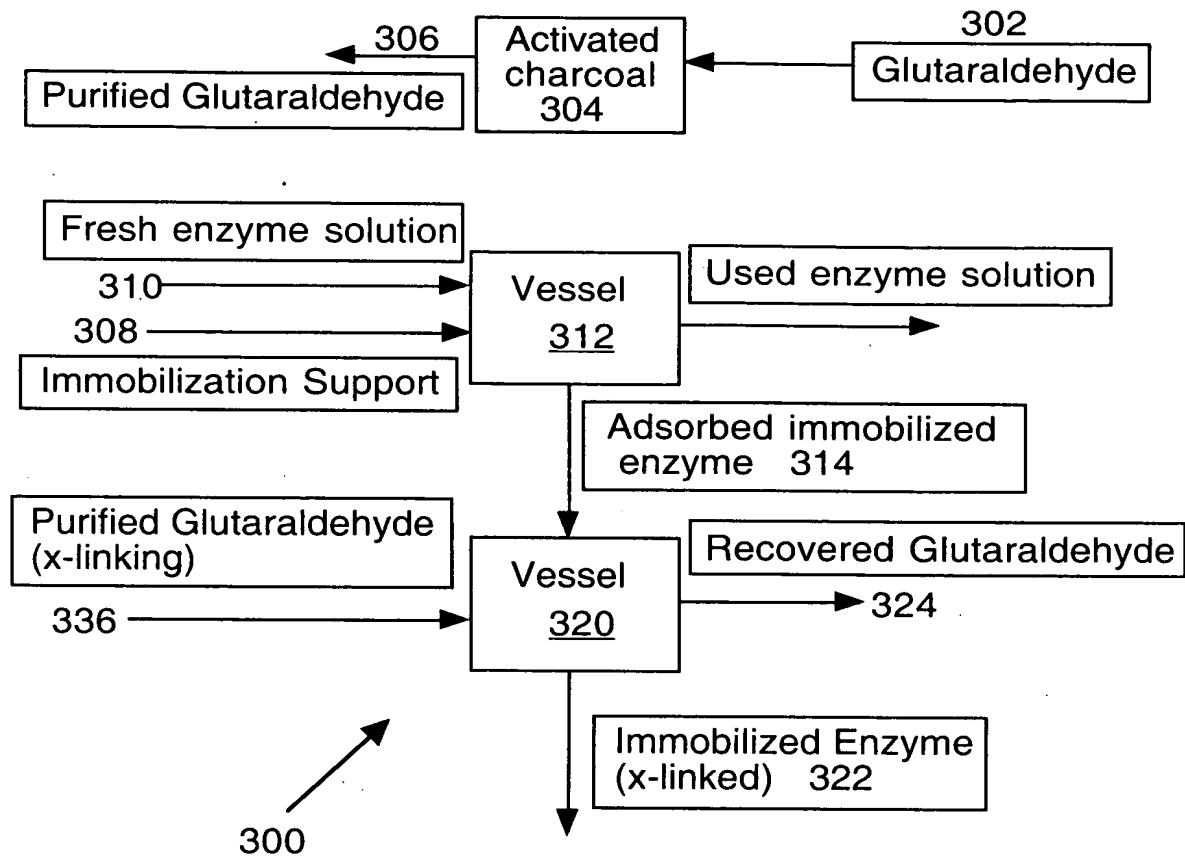 306
Purified Glutaraldehyde
Activated
charcoal
304
302
Glutaraldehyde
Fresh enzyme solution
310
308
Immobilization Support
Vessel
312
Used enzyme solution
Adsorbed immobilized
enzyme 314
Purified Glutaraldehyde
(x-linking)
336
Vessel
320
Recovered Glutaraldehyde
324
Immobilized Enzyme
(x-linked) 322
300